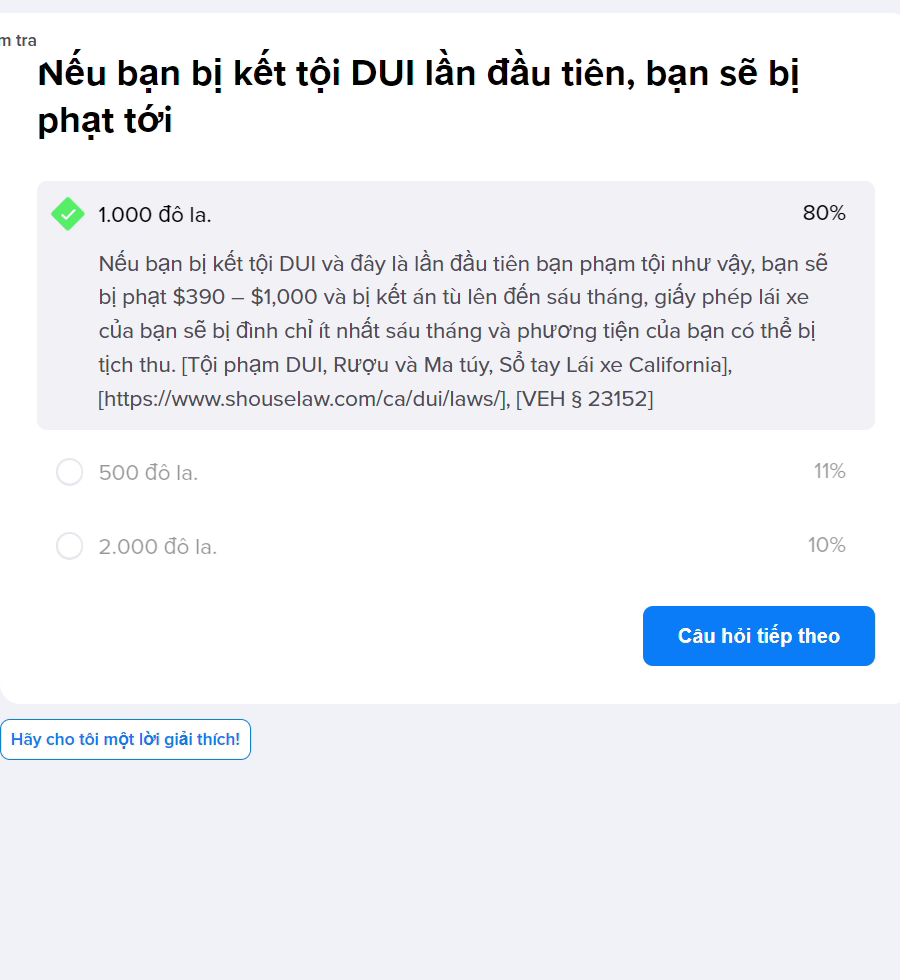 m tra
Nếu bạn bị kết tội DUI lần đầu tiên, bạn sẽ bị
phạt tới
1.000 đô la.
80%
Nếu bạn bị kết tội DUI và đây là lần đầu tiên bạn phạm tội như vậy, bạn sẽ
bị phạt $390 – $1,000 và bị kết án tù lên đến sáu tháng, giấy phép lái xe
của bạn sẽ bị đình chỉ ít nhất sáu tháng và phương tiện của bạn có thể bị
tịch thu. [Tội phạm DUI, Rượu và Ma túy, Sổ tay Lái xe California],
[https://www.shouselaw.com/ca/dui/laws/], [VEH § 23152]
500 đô la.
11%
2.000 đô la.
10%
Câu hỏi tiếp theo
Hãy cho tôi một lời giải thích!